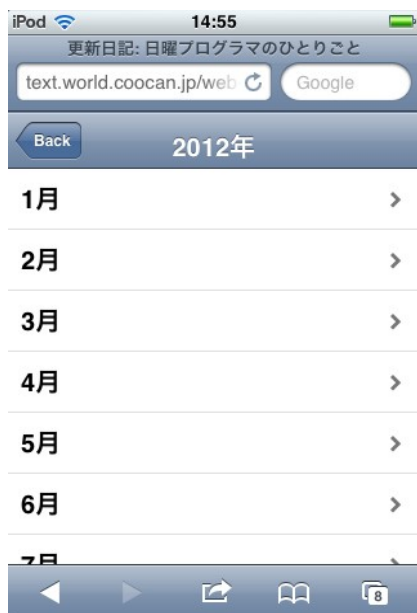 iPod 14:55
更新日記: 日曜プログラマのひとりごと
text.world.coocan.jp/web Google
Back 2012年
1月
2月
3月
4月
5月
6月
7月
8